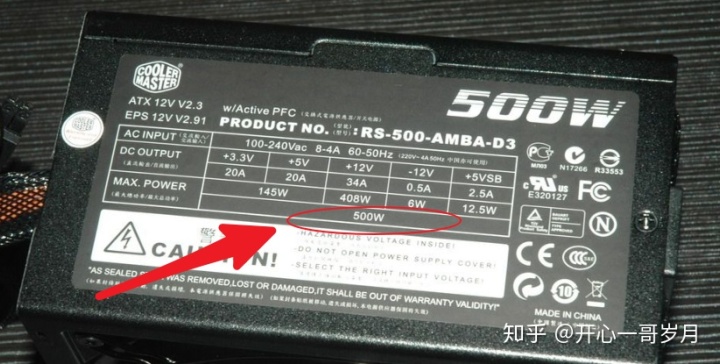 COOLER
MASTER
500W
ATX 12V V2.3
EPS 12V V2.91
w/Active PFC
PRODUCT NO. : RS-500-AMBA-D3
AC INPUT 100-240Vac 8-4A 60-50Hz
DC OUTPUT +3.3V +5V +12V -12V +5VSB
20A 20A 34A 0.5A 2.5A
MAX. POWER 145W 408W 6W 12.5W
500W
N17266 R33553
E320127
CAUTION!
HAZARDOUS VOLTAGE INSIDE!
DO NOT OPEN POWER SUPPLY COVER!
SELECT THE RIGHT INPUT VOLTAGE!
"AS SEALED WAS REMOVED,LOST OR DAMAGED,IT SHALL BE OUT OF WARRANTY!"
MADE IN CHINA
知乎 @开心一哥岁月